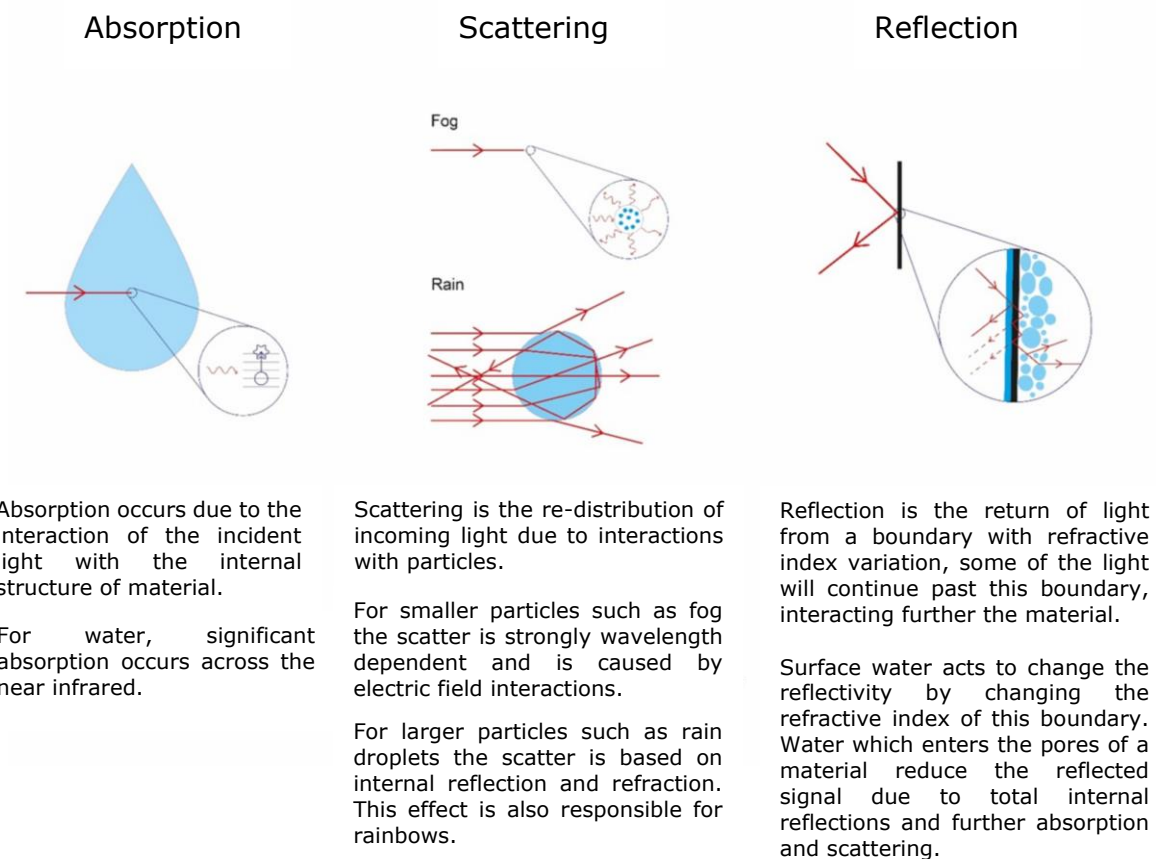 Absorption
Scattering
Reflection
Fog
Rain
Absorption occurs due to the
interaction of the incident
light with the internal
structure of material.
For water, significant
absorption occurs across the
near infrared.
Scattering is the re-distribution of
incoming light due to interactions
with particles.
For smaller particles such as fog
the scatter is strongly wavelength
dependent and is caused by
electric field interactions.
For larger particles such as rain
droplets the scatter is based on
internal reflection and refraction.
This effect is also responsible for
rainbows.
Reflection is the return of light
from a boundary with refractive
index variation, some of the light
will continue past this boundary,
interacting further the material.
Surface water acts to change the
reflectivity by changing the
refractive index of this boundary.
Water which enters the pores of a
material reduce the reflected
signal due to total internal
reflections and further absorption
and scattering.